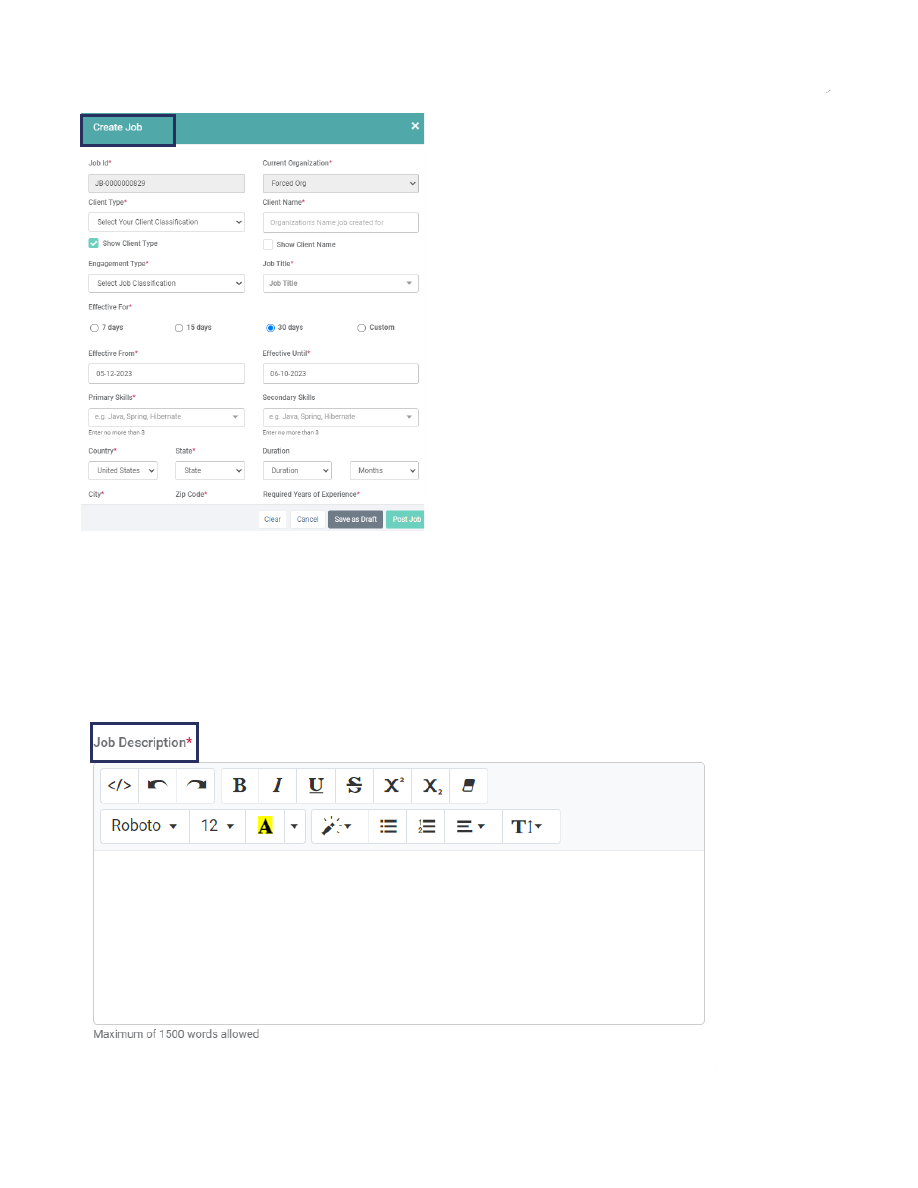 Create Job ×
Job Id* Current Organization*
JB-0000000829 Forced Org
Client Type* Client Name*
Select Your Client Classification Organization's Name job created for
Show Client Type Show Client Name
Engagement Type* Job Title*
Select Job Classification Job Title
Effective For*
7 days 15 days 30 days Custom
Effective From* Effective Until*
05-12-2023 06-10-2023
Primary Skills* Secondary Skills
e.g. Java, Spring, Hibernate e.g. Java, Spring, Hibernate
Enter no more than 3 Enter no more than 3
Country* State* Duration
United States State Duration Months
City* Zip Code* Required Years of Experience*
Clear Cancel Save as Draft Post Job
Job Description*
</> B I U S X² X₂
Roboto 12 A T
Maximum of 1500 words allowed